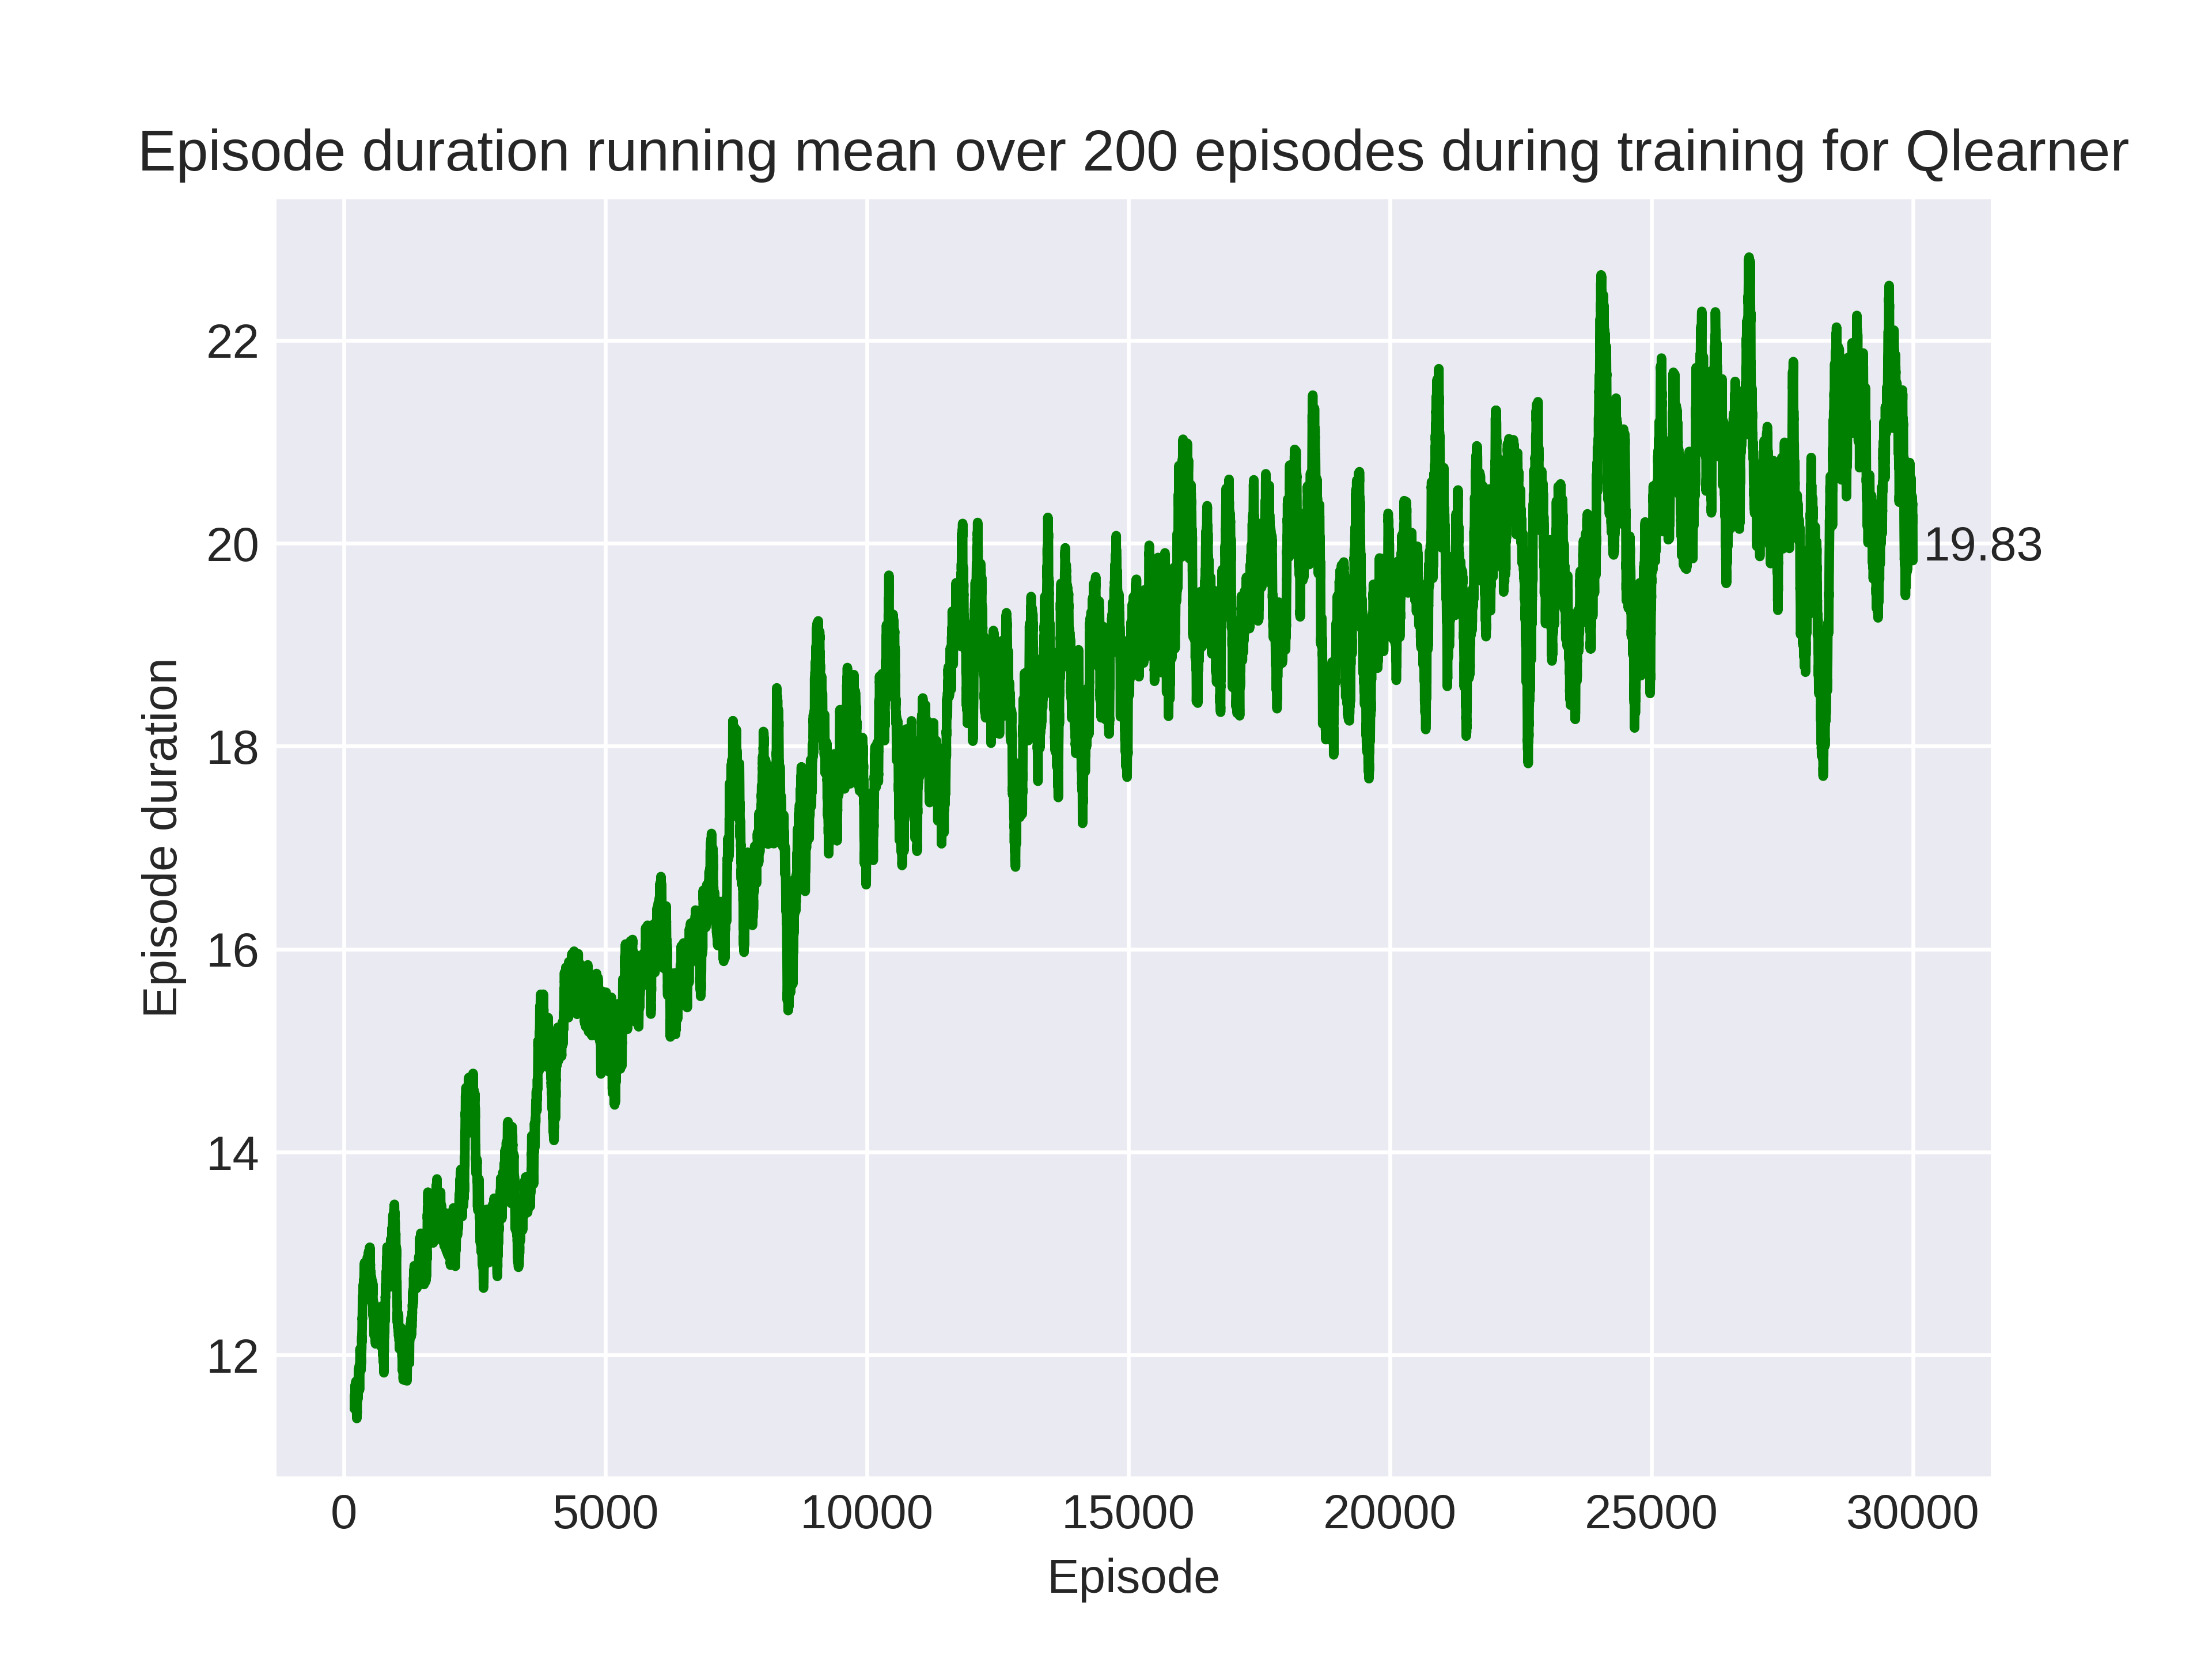 Episode duration running mean over 200 episodes during training for Qlearner
Episode duration
22
20
18
16
14
12
19.83
0 5000 10000 15000 20000 25000 30000
Episode